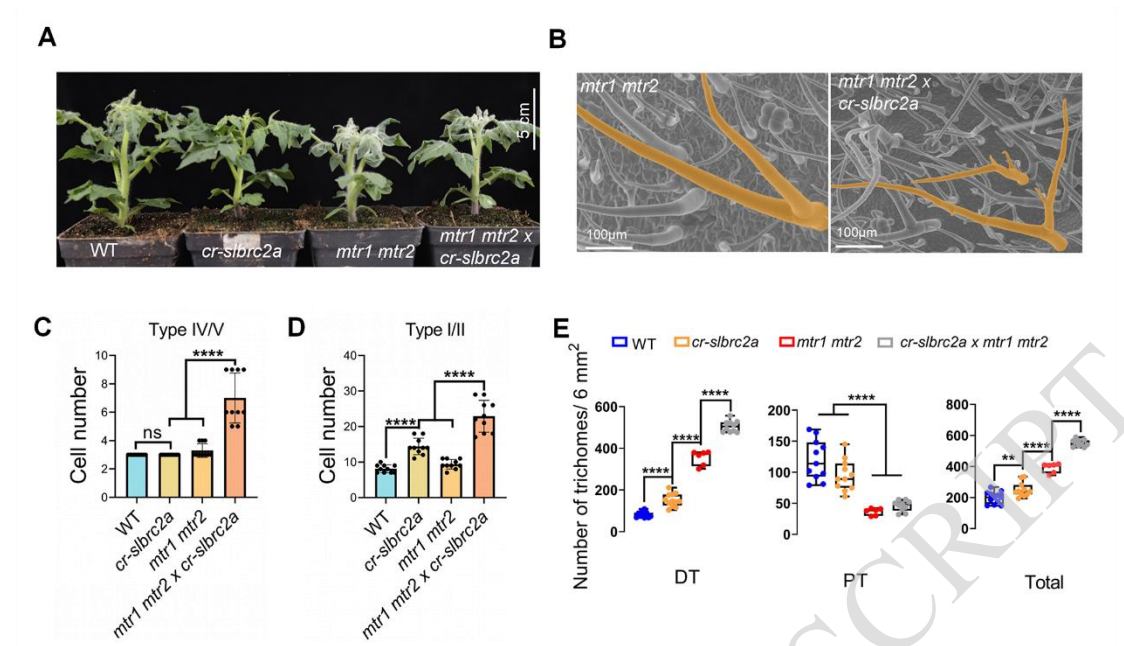 A
5 cm
WT
cr-slbrc2a
mtr1 mtr2
mtr1 mtr2 x
cr-slbrc2a
B
mtr1 mtr2
100µm
mtr1 mtr2 x
cr-slbrc2a
100µm
C
Type IV/V
Cell number
10
8
6
4
2
0
ns
****
WT
cr-slbrc2a
mtr1 mtr2
mtr1 mtr2 x cr-slbrc2a
D
Type I/II
Cell number
40
30
20
10
0
****
****
WT
cr-slbrc2a
mtr1 mtr2
mtr1 mtr2 x cr-slbrc2a
E
WT
cr-slbrc2a
mtr1 mtr2
cr-slbrc2a x mtr1 mtr2
Number of trichomes/ 6 mm²
600
400
200
0
****
****
****
DT
200
150
100
50
0
****
PT
800
600
400
200
0
**
****
****
Total
SCRIPT